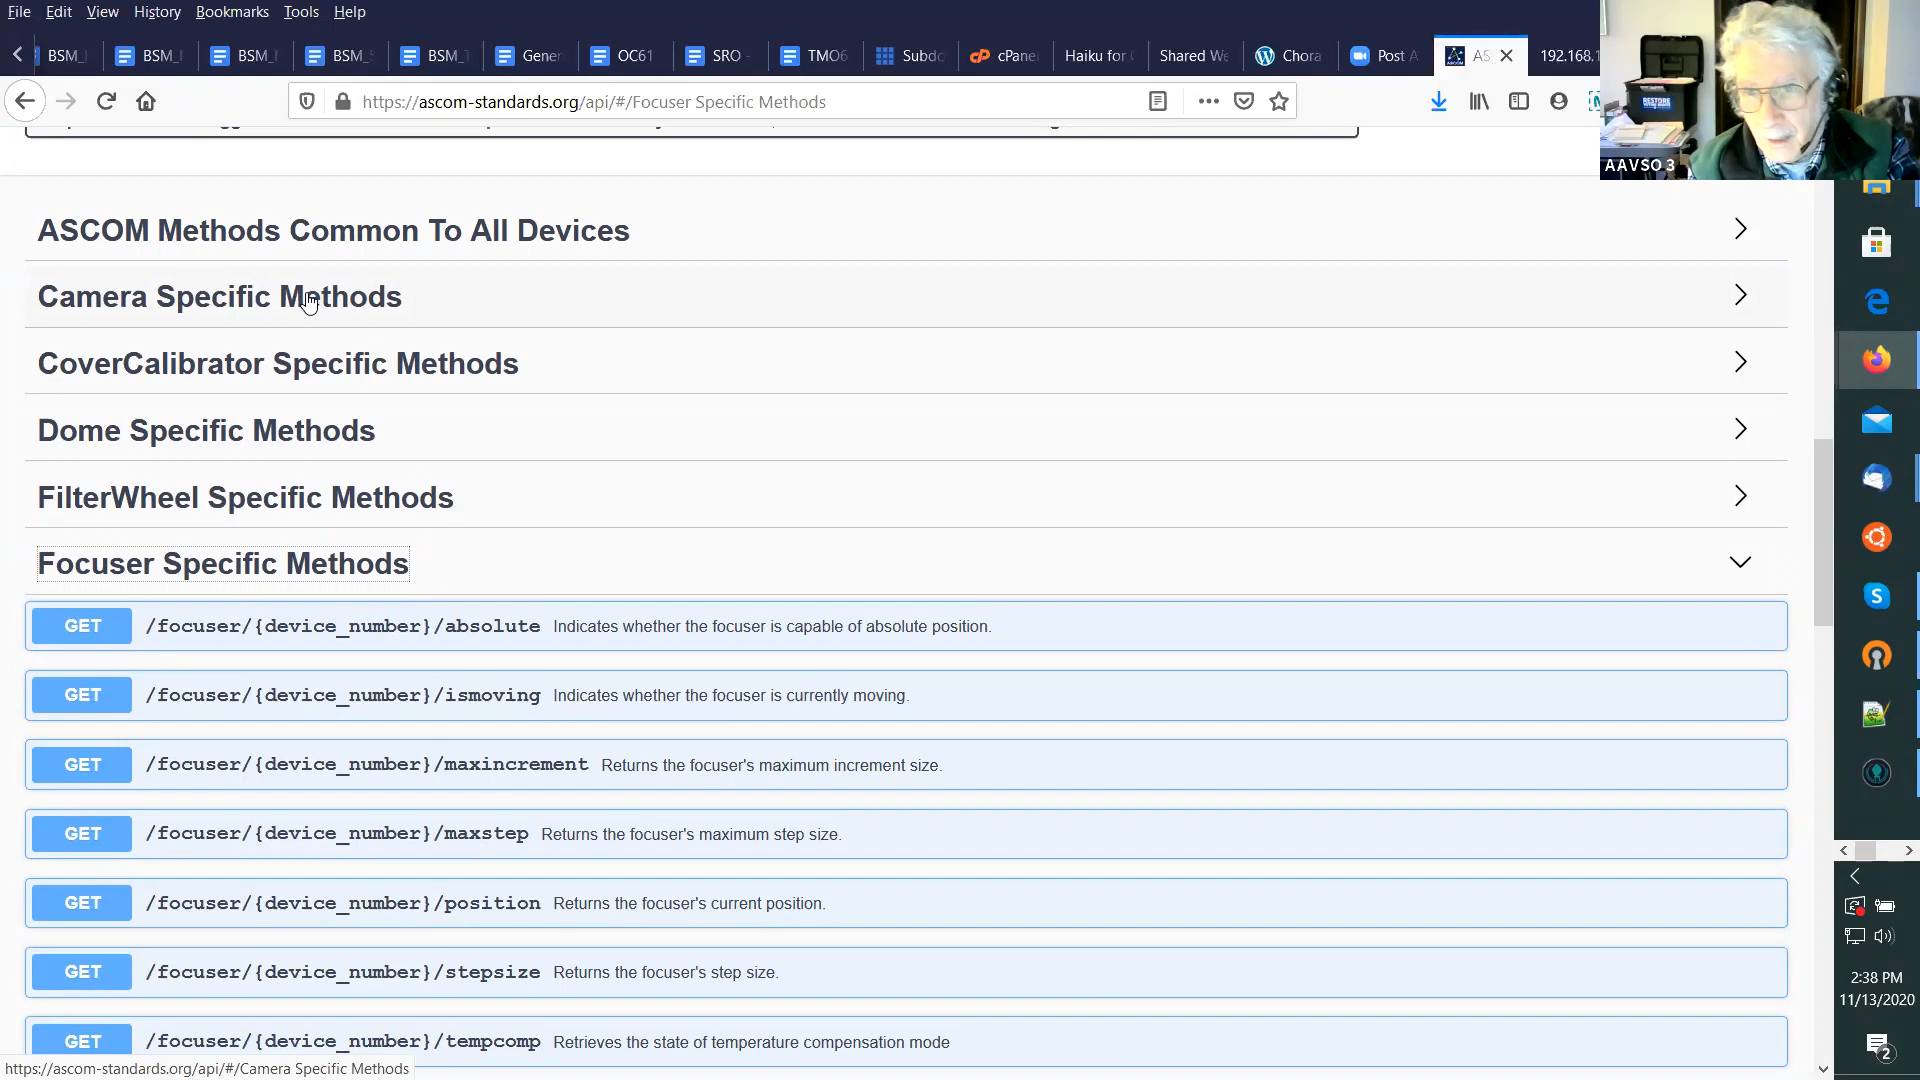 File Edit View History Bookmarks Tools Help
BSM_ BSM_ BSM_ BSM_ BSM_ Gene OC61 SRO - TMO6 Subdo cPane Haiku for Shared We Chora Post A AS 192.168.1
https://ascom-standards.org/api/#/Focuser Specific Methods
RESTORE
AAVSO 3
ASCOM Methods Common To All Devices
Camera Specific Methods
CoverCalibrator Specific Methods
Dome Specific Methods
FilterWheel Specific Methods
Focuser Specific Methods
GET /focuser/{device_number}/absolute Indicates whether the focuser is capable of absolute position.
GET /focuser/{device_number}/ismoving Indicates whether the focuser is currently moving.
GET /focuser/{device_number}/maxincrement Returns the focuser's maximum increment size.
GET /focuser/{device_number}/maxstep Returns the focuser's maximum step size.
GET /focuser/{device_number}/position Returns the focuser's current position.
GET /focuser/{device_number}/stepsize Returns the focuser's step size.
GET /focuser/{device_number}/tempcomp Retrieves the state of temperature compensation mode
https://ascom-standards.org/api/#/Camera Specific Methods
2:38 PM
11/13/2020
2